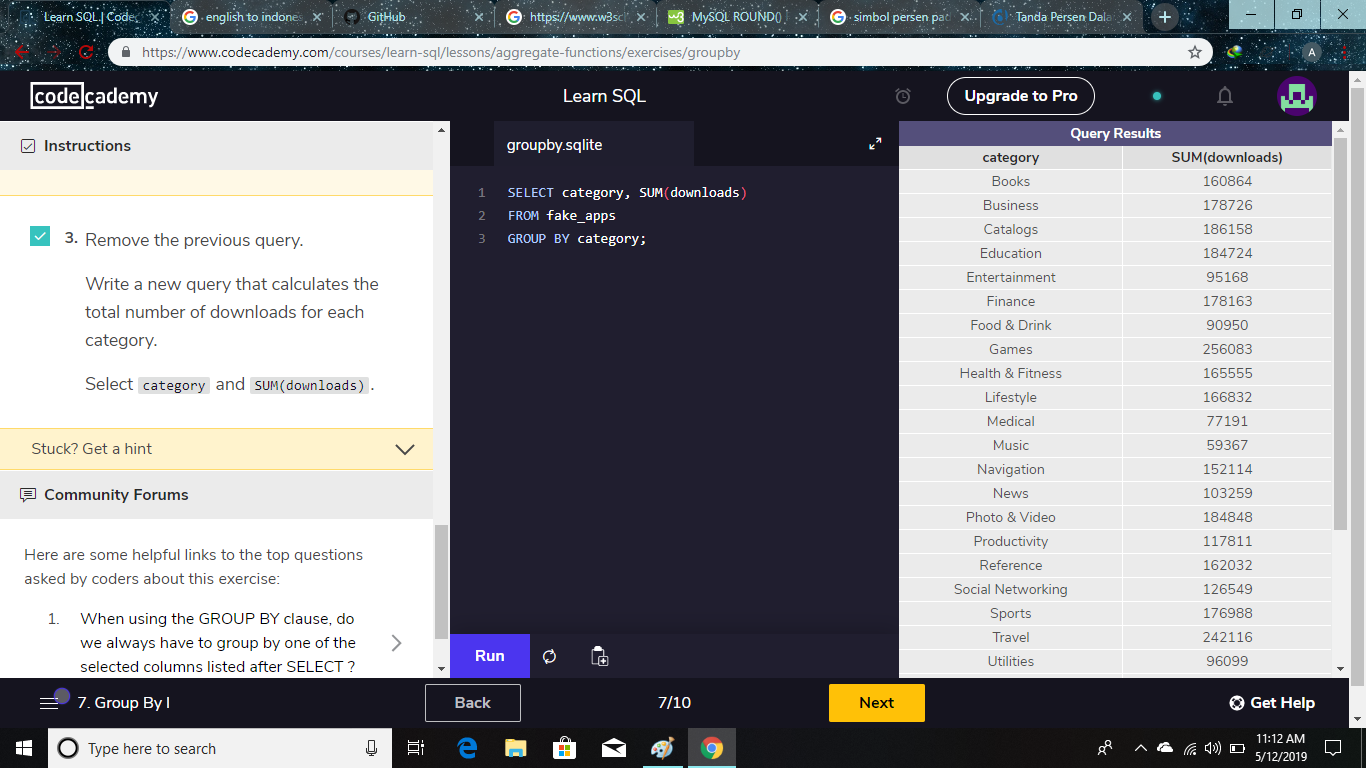 Learn SQL | Codec
english to indones
GitHub
https://www.w3sc
MySQL ROUND()
simbol persen pad
Tanda Persen Dala
https://www.codecademy.com/courses/learn-sql/lessons/aggregate-functions/exercises/groupby
A
codecademy
Learn SQL
Upgrade to Pro
Instructions
3. Remove the previous query.
Write a new query that calculates the
total number of downloads for each
category.
Select category and SUM(downloads) .
Stuck? Get a hint
Community Forums
Here are some helpful links to the top questions
asked by coders about this exercise:
1. When using the GROUP BY clause, do
we always have to group by one of the
selected columns listed after SELECT ?
groupby.sqlite
1 SELECT category, SUM(downloads)
2 FROM fake_apps
3 GROUP BY category;
Run
Query Results
category SUM(downloads)
Books 160864
Business 178726
Catalogs 186158
Education 184724
Entertainment 95168
Finance 178163
Food & Drink 90950
Games 256083
Health & Fitness 165555
Lifestyle 166832
Medical 77191
Music 59367
Navigation 152114
News 103259
Photo & Video 184848
Productivity 117811
Reference 162032
Social Networking 126549
Sports 176988
Travel 242116
Utilities 96099
7. Group By I
Back
7/10
Next
Get Help
Type here to search
11:12 AM
5/12/2019